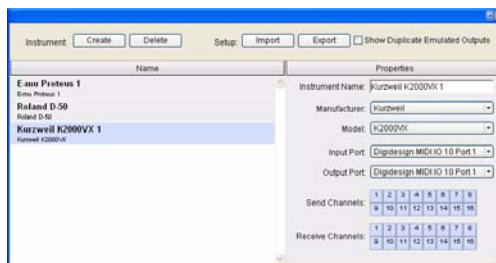 Instrument: Create Delete Setup: Import Export Show Duplicate Emulated Outputs
Name
E-mu Proteus 1
E-mu Proteus 1
Roland D-50
Roland D-50
Kurzweil K2000VX 1
Kurzweil K2000VX
Properties
Instrument Name: Kurzweil K2000VX 1
Manufacturer: Kurzweil
Model: K2000VX
Input Port: Digidesign MIDI IO 10 Port 1
Output Port: Digidesign MIDI IO 10 Port 1
Send Channels: 1 2 3 4 5 6 7 8
9 10 11 12 13 14 15 16
Receive Channels: 1 2 3 4 5 6 7 8
9 10 11 12 13 14 15 16